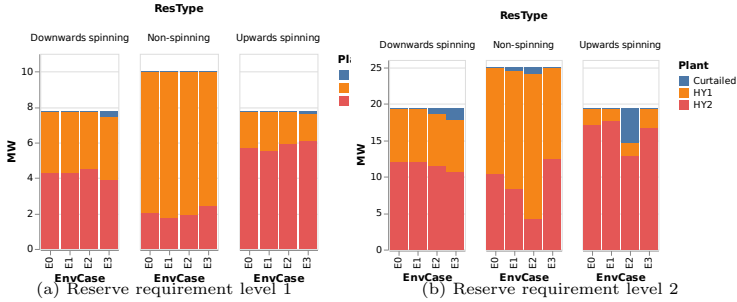 ResType
Downwards spinning Non-spinning Upwards spinning
MW
10
8
6
4
2
0
E0 E1 E2 E3 E0 E1 E2 E3 E0 E1 E2 E3
EnvCase EnvCase EnvCase
Pla
(a) Reserve requirement level 1
ResType
Downwards spinning Non-spinning Upwards spinning
MW
25
20
15
10
5
0
E0 E1 E2 E3 E0 E1 E2 E3 E0 E1 E2 E3
EnvCase EnvCase EnvCase
Plant
Curtailed
HY1
HY2
(b) Reserve requirement level 2